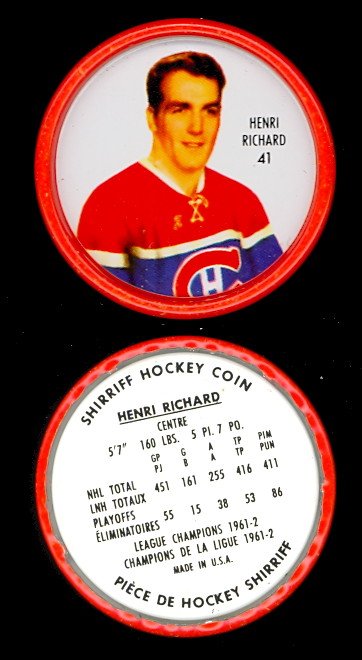 HENRI
RICHARD
41
CH
SHIRRIFF HOCKEY COIN
HENRI RICHARD
CENTRE
5'7" 160 LBS. 5 PI. 7 PO.
GP G A TP PIM
PJ B A TP PUN
NHL TOTAL
LNH TOTAUX 451 161 255 416 411
PLAYOFFS
ÉLIMINATOIRES 55 15 38 53 86
LEAGUE CHAMPIONS 1961-2
CHAMPIONS DE LA LIGUE 1961-2
MADE IN U.S.A.
PIÈCE DE HOCKEY SHIRRIFF